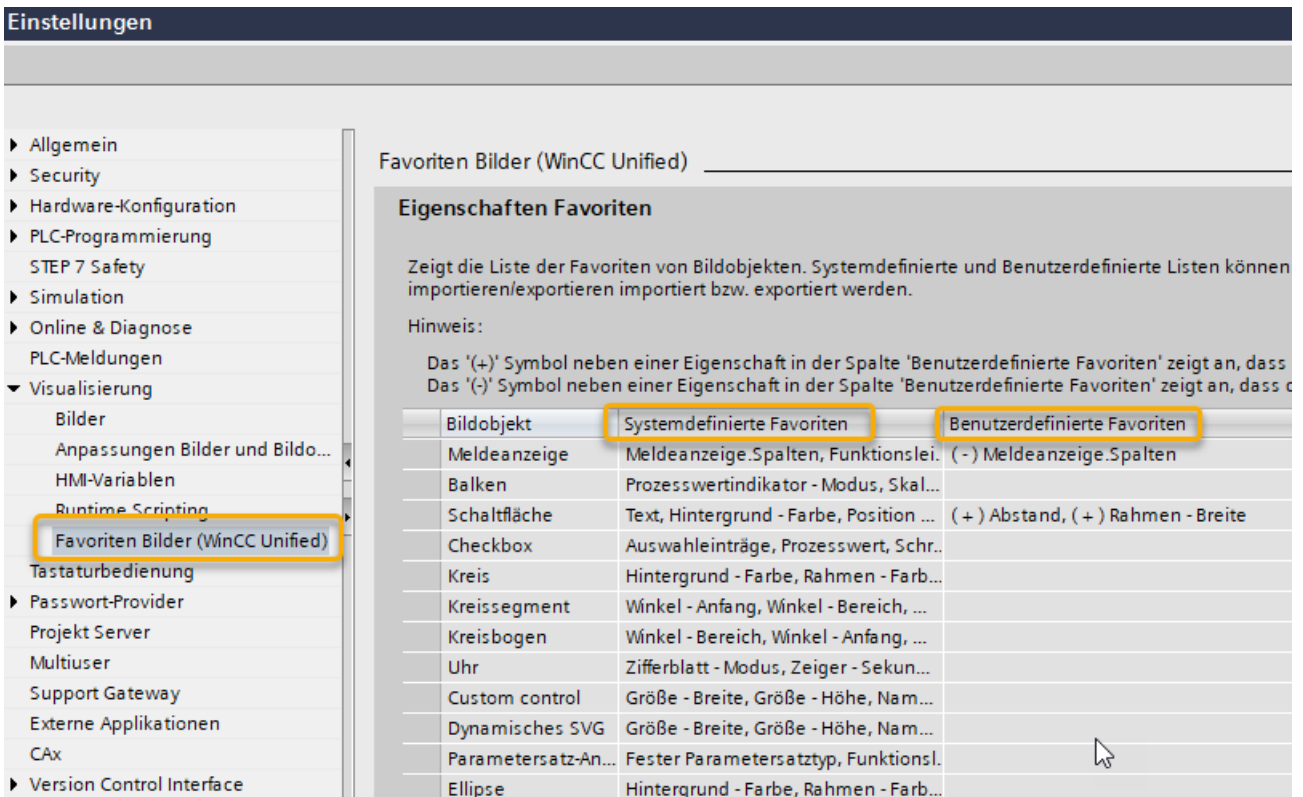 Einstellungen
Allgemein
Security
Hardware-Konfiguration
PLC-Programmierung
STEP 7 Safety
Simulation
Online & Diagnose
PLC-Meldungen
Visualisierung
Bilder
Anpassungen Bilder und Bildo...
HMI-Variablen
Runtime Scripting
Favoriten Bilder (WinCC Unified)
Tastaturbedienung
Passwort-Provider
Projekt Server
Multiuser
Support Gateway
Externe Applikationen
CAx
Version Control Interface
Favoriten Bilder (WinCC Unified)
Eigenschaften Favoriten
Zeigt die Liste der Favoriten von Bildobjekten. Systemdefinierte und Benutzerdefinierte Listen können
importieren/exportieren importiert bzw. exportiert werden.
Hinweis:
Das '(+)' Symbol neben einer Eigenschaft in der Spalte 'Benutzerdefinierte Favoriten' zeigt an, dass
Das '(-)' Symbol neben einer Eigenschaft in der Spalte 'Benutzerdefinierte Favoriten' zeigt an, dass
Bildobjekt Systemdefinierte Favoriten Benutzerdefinierte Favoriten
Meldeanzeige Meldeanzeige.Spalten, Funktionslei. ( - ) Meldeanzeige.Spalten
Balken Prozesswertindikator - Modus, Skal...
Schaltfläche Text, Hintergrund - Farbe, Position ... ( + ) Abstand, ( + ) Rahmen - Breite
Checkbox Auswahleinträge, Prozesswert, Schr..
Kreis Hintergrund - Farbe, Rahmen - Farb...
Kreissegment Winkel - Anfang, Winkel - Bereich, ...
Kreisbogen Winkel - Bereich, Winkel - Anfang, ...
Uhr Zifferblatt - Modus, Zeiger - Sekun...
Custom control Größe - Breite, Größe - Höhe, Nam...
Dynamisches SVG Größe - Breite, Größe - Höhe, Nam...
Parametersatz-An... Fester Parametersatztyp, Funktionsl.
Ellipse Hintergrund - Farbe, Rahmen - Farb...